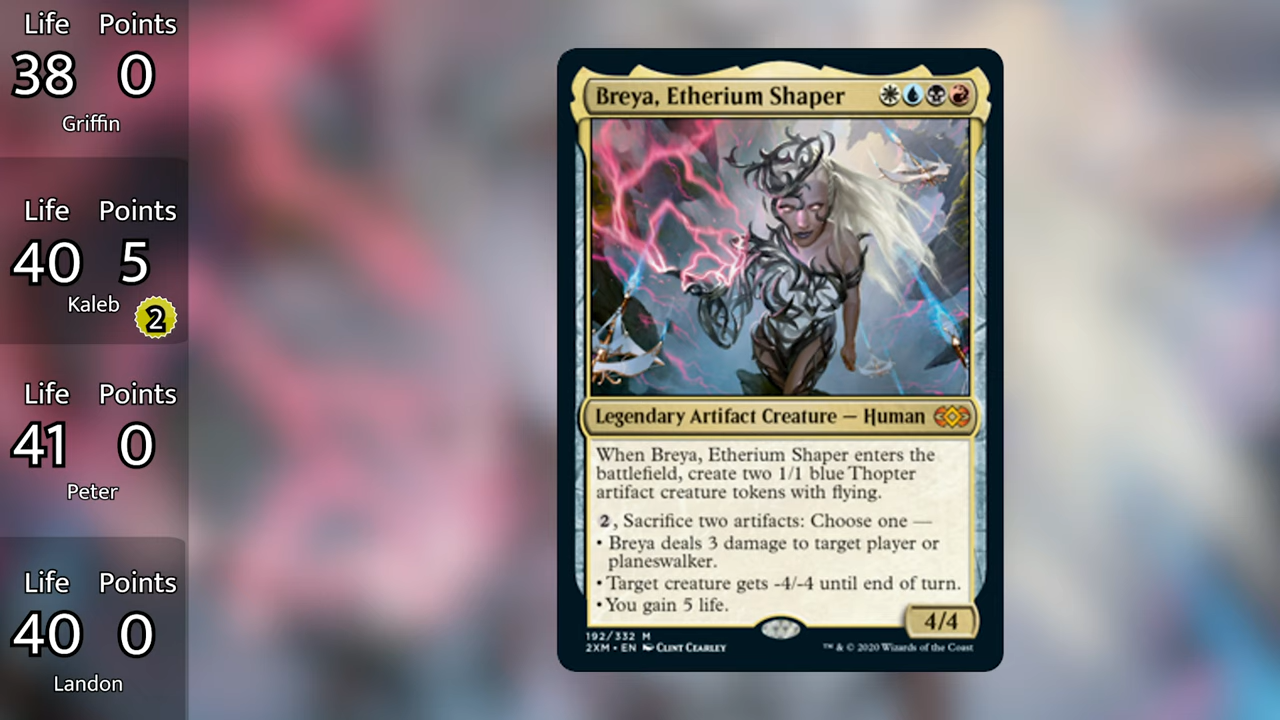 Life Points
38 0
Griffin
Life Points
40 5
Kaleb
2
Life Points
41 0
Peter
Life Points
40 0
Landon
Breya, Etherium Shaper
Legendary Artifact Creature — Human
When Breya, Etherium Shaper enters the
battlefield, create two 1/1 blue Thopter
artifact creature tokens with flying.
2, Sacrifice two artifacts: Choose one —
• Breya deals 3 damage to target player or
planeswalker.
• Target creature gets -4/-4 until end of turn.
• You gain 5 life.
4/4
192/332 M
2XM • EN Clint Cearley
™ & © 2020 Wizards of the Coast